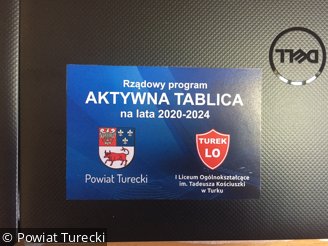 DELL
Rządowy program
AKTYWNA TABLICA
na lata 2020-2024
TUREK
LO
Powiat Turecki
I Liceum Ogólnokształcące
im. Tadeusza Kościuszki
w Turku
© Powiat Turecki